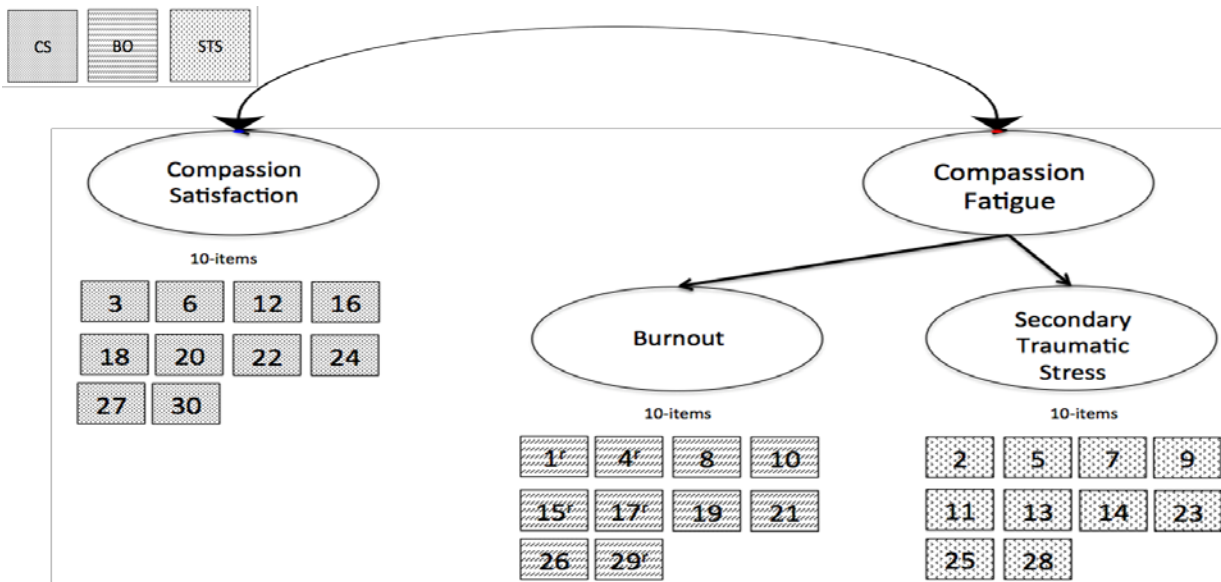 CS BO STS
Compassion
Satisfaction
Compassion
Fatigue
10-items
3 6 12 16
18 20 22 24
27 30
Burnout
Secondary
Traumatic
Stress
10-items
10-items
1ʳ 4ʳ 8 10
15ʳ 17ʳ 19 21
26 29ʳ
2 5 7 9
11 13 14 23
25 28